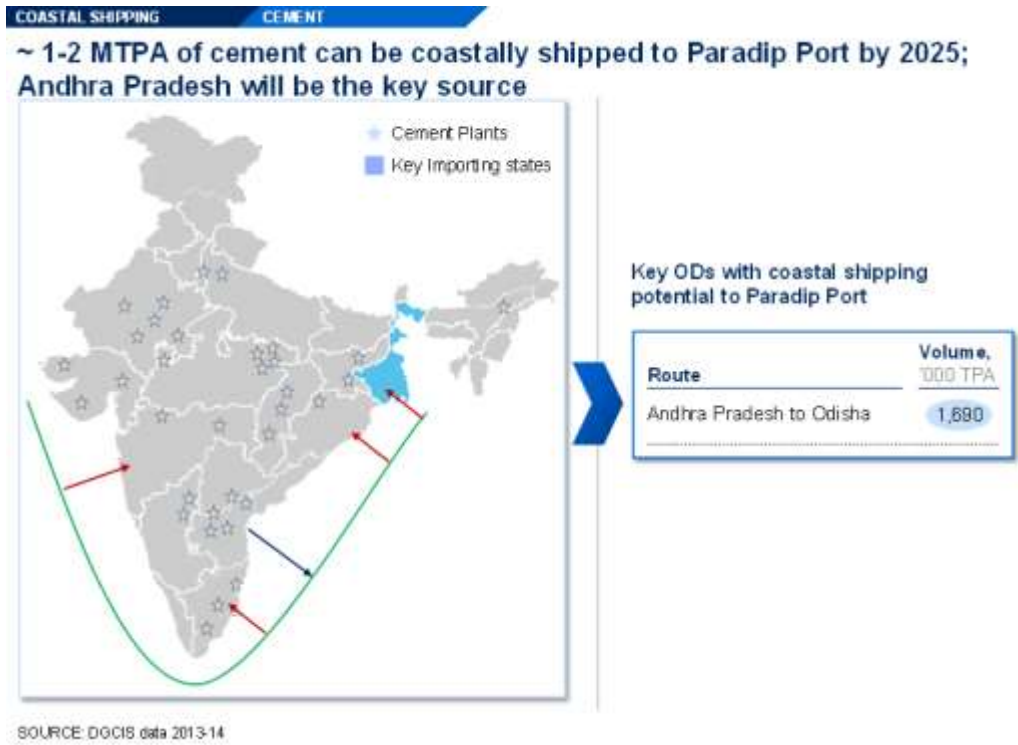 COASTAL SHIPPING
CEMENT
~ 1-2 MTPA of cement can be coastally shipped to Paradip Port by 2025;
Andhra Pradesh will be the key source
Cement Plants
Key Importing states
Key ODs with coastal shipping
potential to Paradip Port
Route
Volume,
'000 TPA
Andhra Pradesh to Odisha
1,690
SOURCE: DGCIS data 2013-14